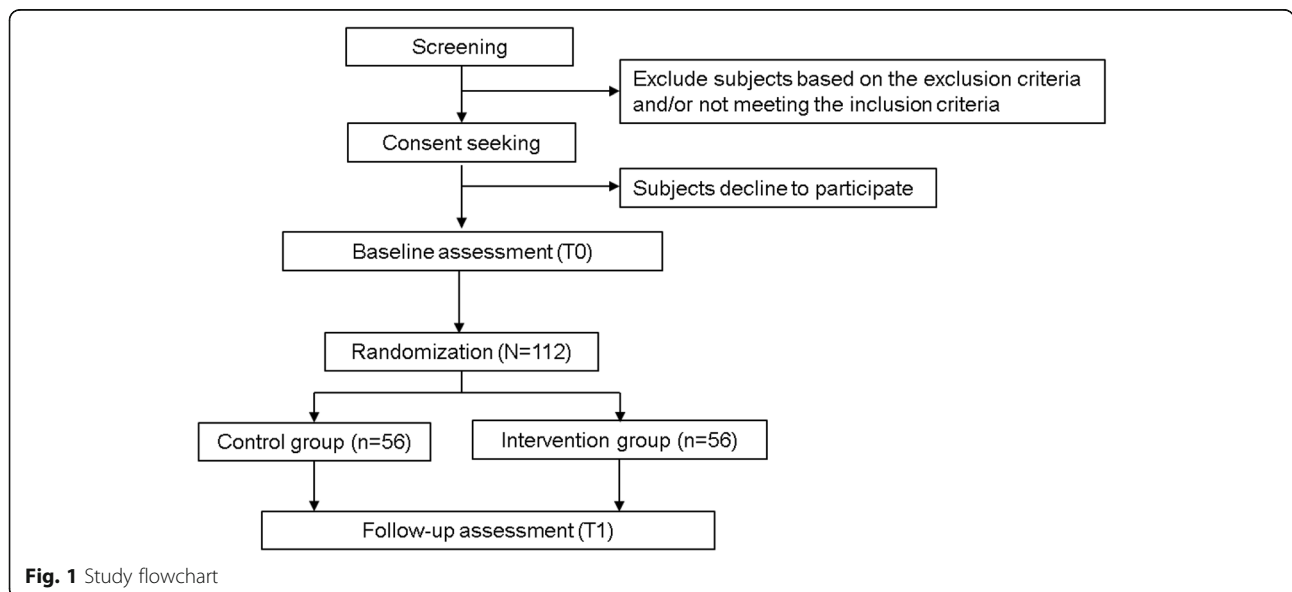 Screening
Exclude subjects based on the exclusion criteria
and/or not meeting the inclusion criteria
Consent seeking
Subjects decline to participate
Baseline assessment (T0)
Randomization (N=112)
Control group (n=56)
Intervention group (n=56)
Follow-up assessment (T1)
Fig. 1 Study flowchart